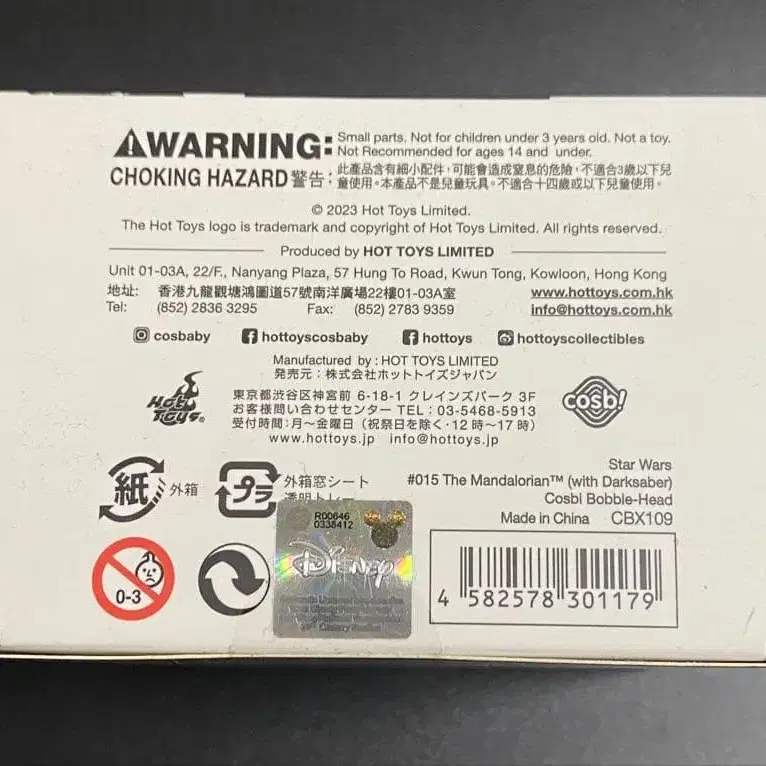 WARNING: Small parts. Not for children under 3 years old. Not a toy.
Not Recommended for ages 14 and under.
CHOKING HAZARD 警告: 此產品含有細小配件,可能會造成窒息的危險,不適合3歲以下兒
童使用。本產品不是兒童玩具。不適合十四歲或以下兒童使用。
© 2023 Hot Toys Limited.
The Hot Toys logo is trademark and copyright of Hot Toys Limited. All rights reserved.
Produced by HOT TOYS LIMITED
Unit 01-03A, 22/F., Nanyang Plaza, 57 Hung To Road, Kwun Tong, Kowloon, Hong Kong
地址: 香港九龍觀塘鴻圖道57號南洋廣場22樓01-03A室 www.hottoys.com.hk
Tel: (852) 2836 3295 Fax: (852) 2783 9359 info@hottoys.com.hk
cosbaby hottoyscosbaby hottoys hottoyscollectibles
Manufactured by : HOT TOYS LIMITED
発売元 : 株式会社ホットトイズジャパン
東京都渋谷区神宮前 6-18-1 クレインズパーク 3F
お客様問い合わせセンター TEL : 03-5468-5913
受付時間 : 月〜金曜日 ( 祝祭日を除く・12 時〜17 時 )
www.hottoys.jp info@hottoys.jp
Hot Toys®
cosb!
Star Wars
#015 The Mandalorian™ (with Darksaber)
Cosbi Bobble-Head
Made in China CBX109
紙 外箱
プラ 外箱窓シート
透明トレー
R00646
0338412
Disney
0-3
4 582578 301179